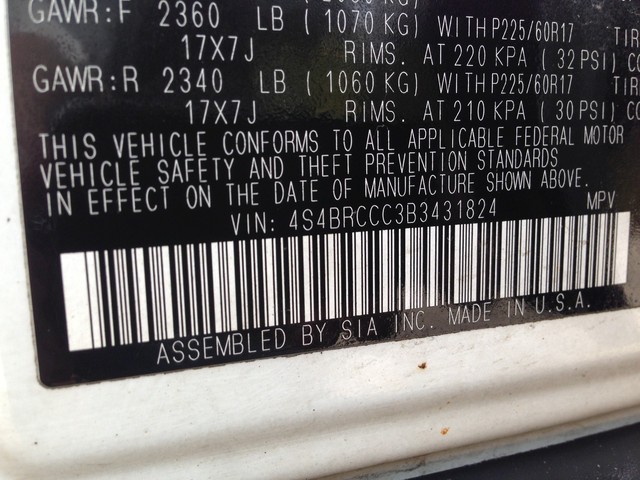 GAWR:F 2360 LB (1070 KG) WITH P225/60R17
17X7J RIMS. AT 220 KPA (32 PSI)
GAWR:R 2340 LB (1060 KG) WITH P225/60R17
17X7J RIMS. AT 210 KPA (30 PSI)
THIS VEHICLE CONFORMS TO ALL APPLICABLE FEDERAL MOTOR
VEHICLE SAFETY AND THEFT PREVENTION STANDARDS
IN EFFECT ON THE DATE OF MANUFACTURE SHOWN ABOVE.
VIN: 4S4BRCCC3B3431824 MPV
ASSEMBLED BY SIA INC. MADE IN U.S.A.